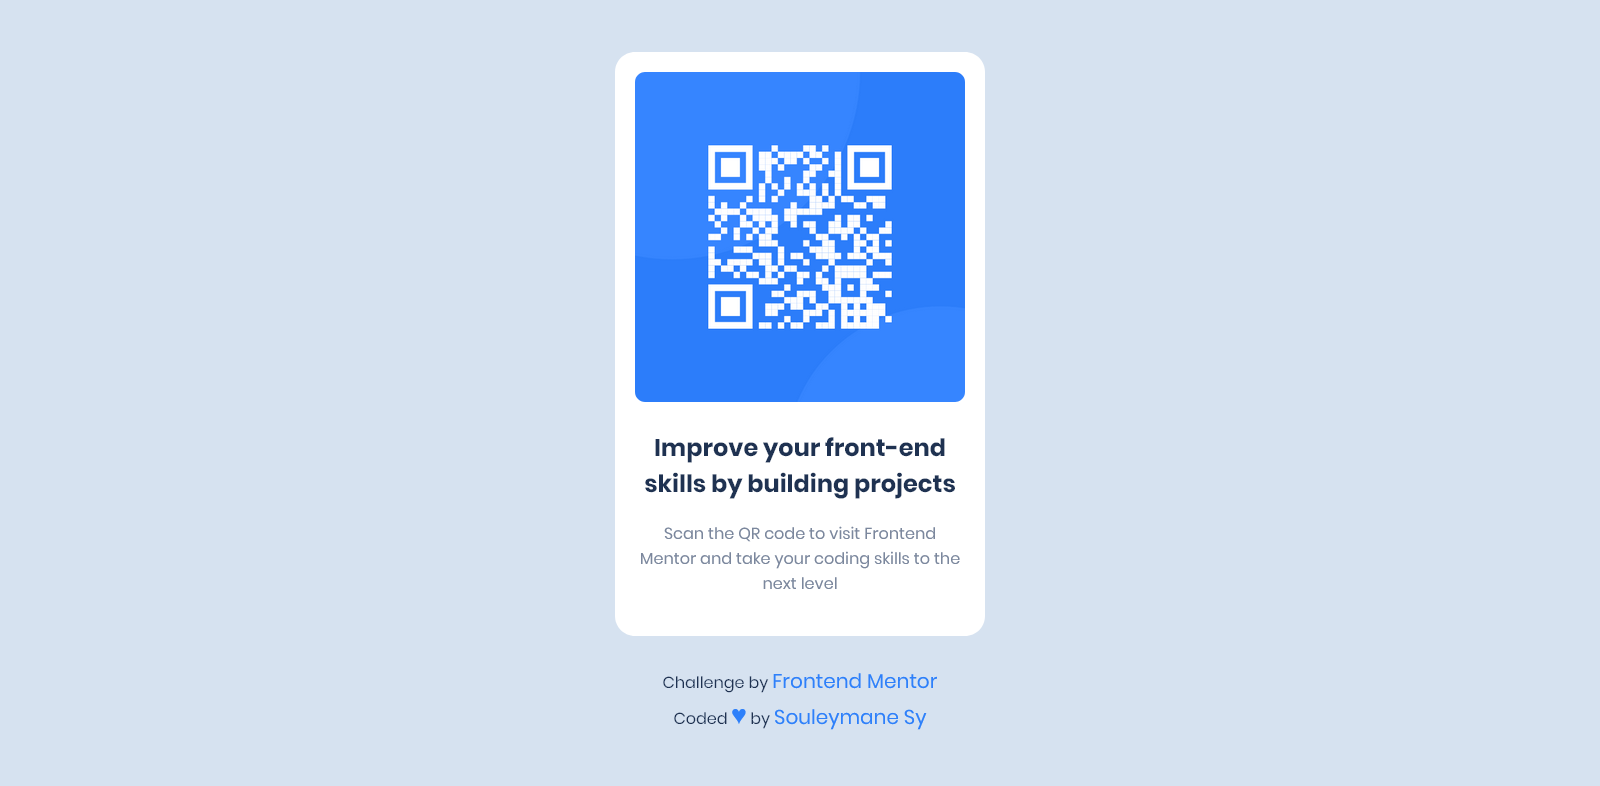 Improve your front-end
skills by building projects
Scan the QR code to visit Frontend
Mentor and take your coding skills to the
next level
Challenge by Frontend Mentor
Coded ♥ by Souleymane Sy